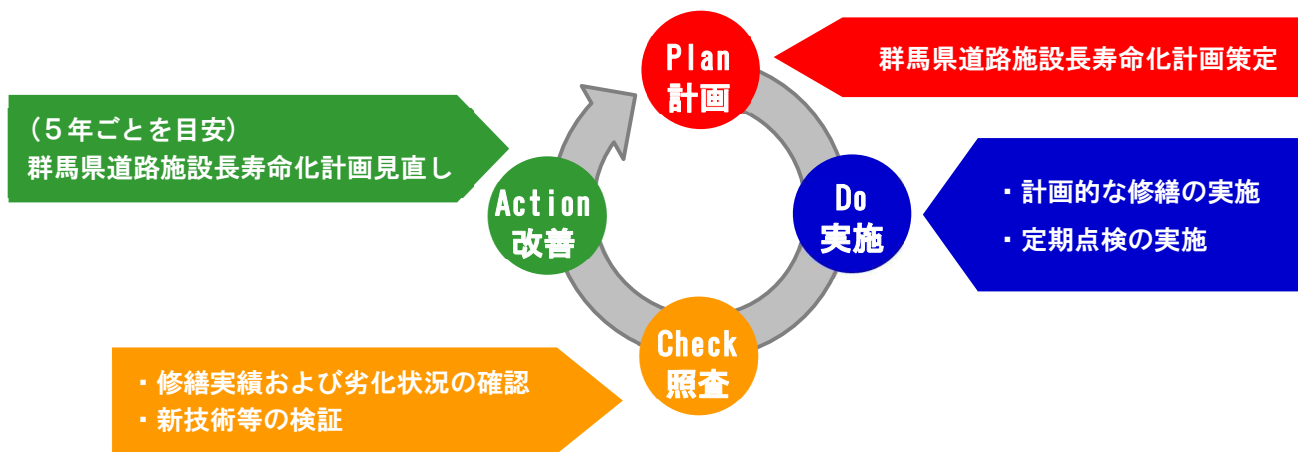 Plan
計画
群馬県道路施設長寿命化計画策定
Do
実施
・計画的な修繕の実施
・定期点検の実施
Check
照査
・修繕実績および劣化状況の確認
・新技術等の検証
Action
改善
(5年ごとを目安)
群馬県道路施設長寿命化計画見直し